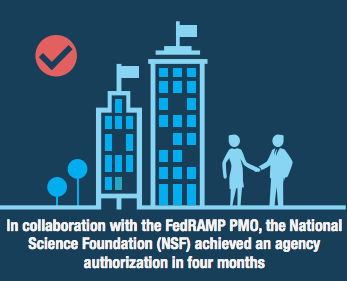 In collaboration with the FedRAMP PMO, the National
Science Foundation (NSF) achieved an agency
authorization in four months